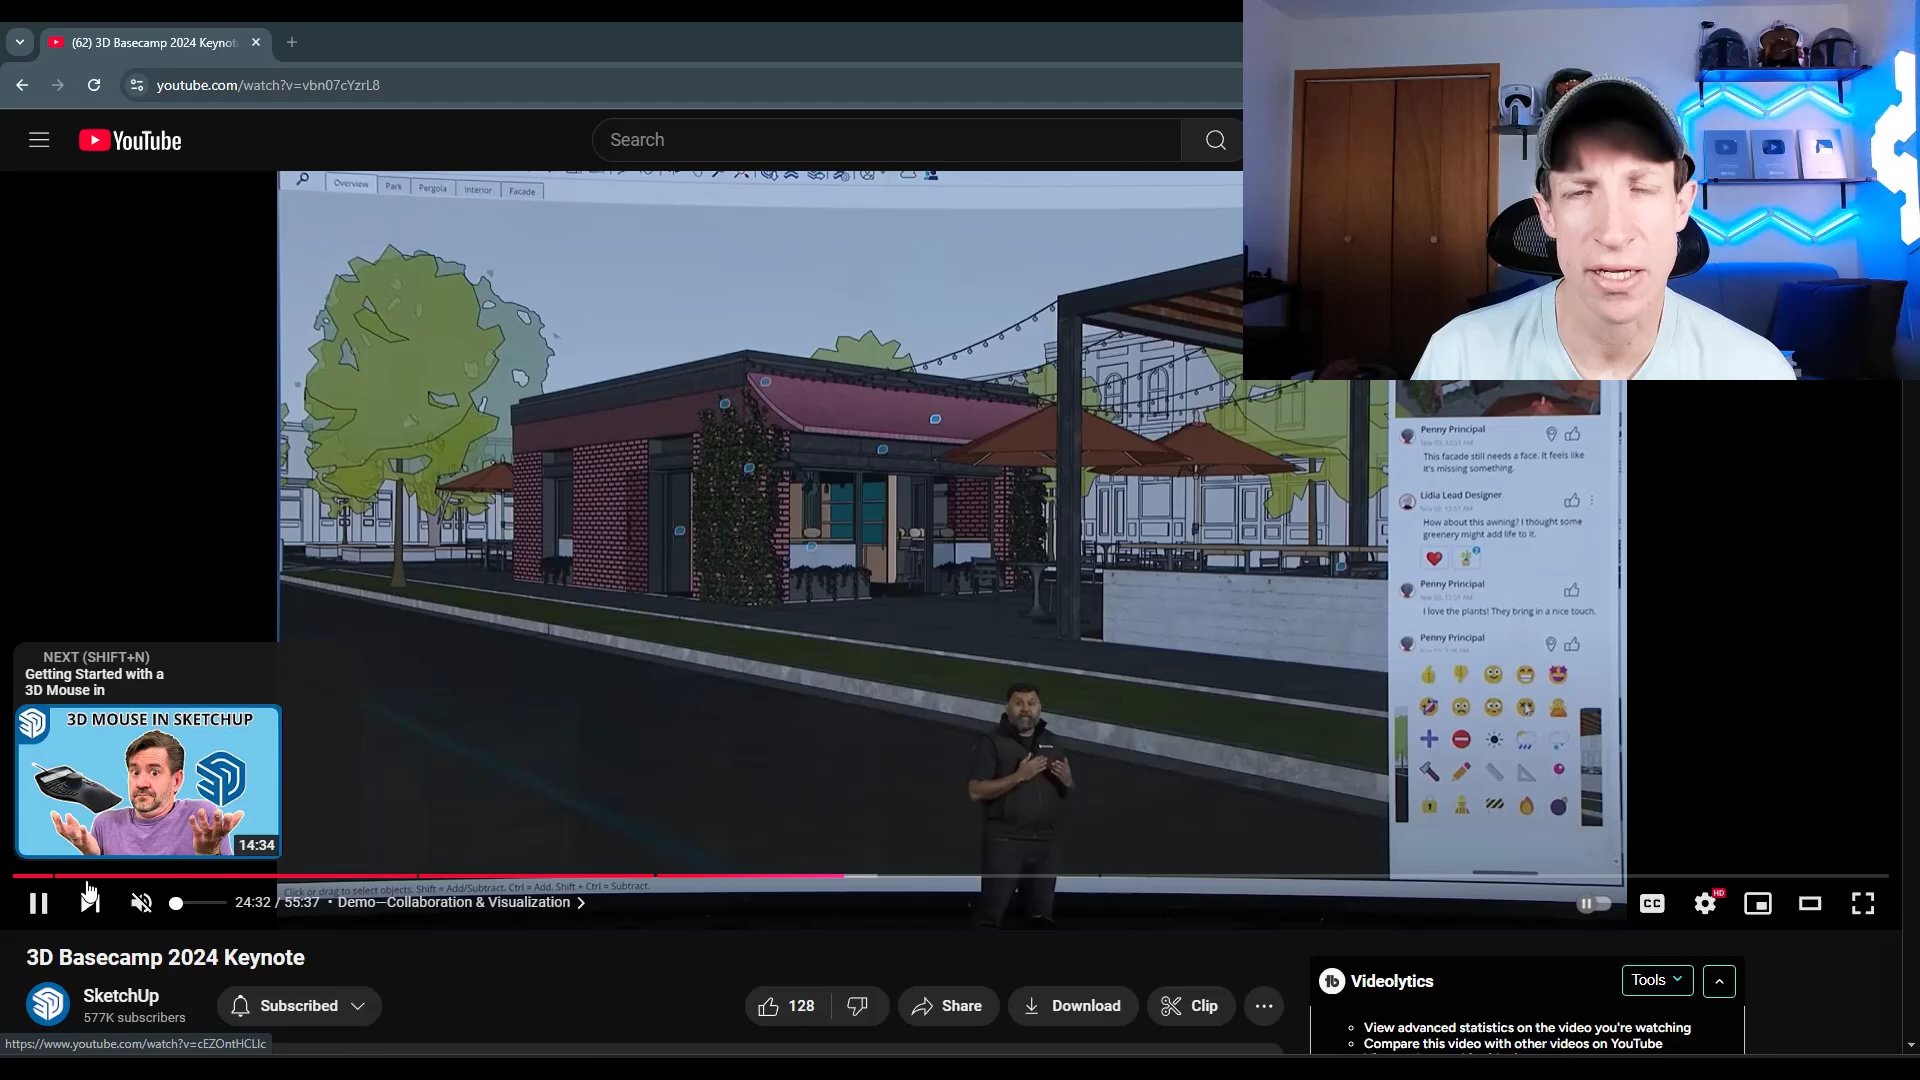 (62) 3D Basecamp 2024 Keynot
youtube.com/watch?v=vbn07cYzrL8
YouTube
Search
Overview
Park
Pergola
Interior
Facade
Penny Principal
This facade still needs a face. It feels like
it's missing something.
Lidia Lead Designer
How about this awning? I thought some
greenery might add life to it.
2
Penny Principal
I love the plants! They bring in a nice touch.
Penny Principal
NEXT (SHIFT+N)
Getting Started with a
3D Mouse in
3D MOUSE IN SKETCHUP
14:34
Click or drag to select objects. Shift = Add/Subtract. Ctrl = Add. Shift + Ctrl = Subtract.
24:32 / 55:37 • Demo—Collaboration & Visualization
CC
HD
3D Basecamp 2024 Keynote
SketchUp
577K subscribers
Subscribed
128
Share
Download
Clip
Videolytics
Tools
View advanced statistics on the video you're watching
Compare this video with other videos on YouTube
https://www.youtube.com/watch?v=cEZOntHCLIc